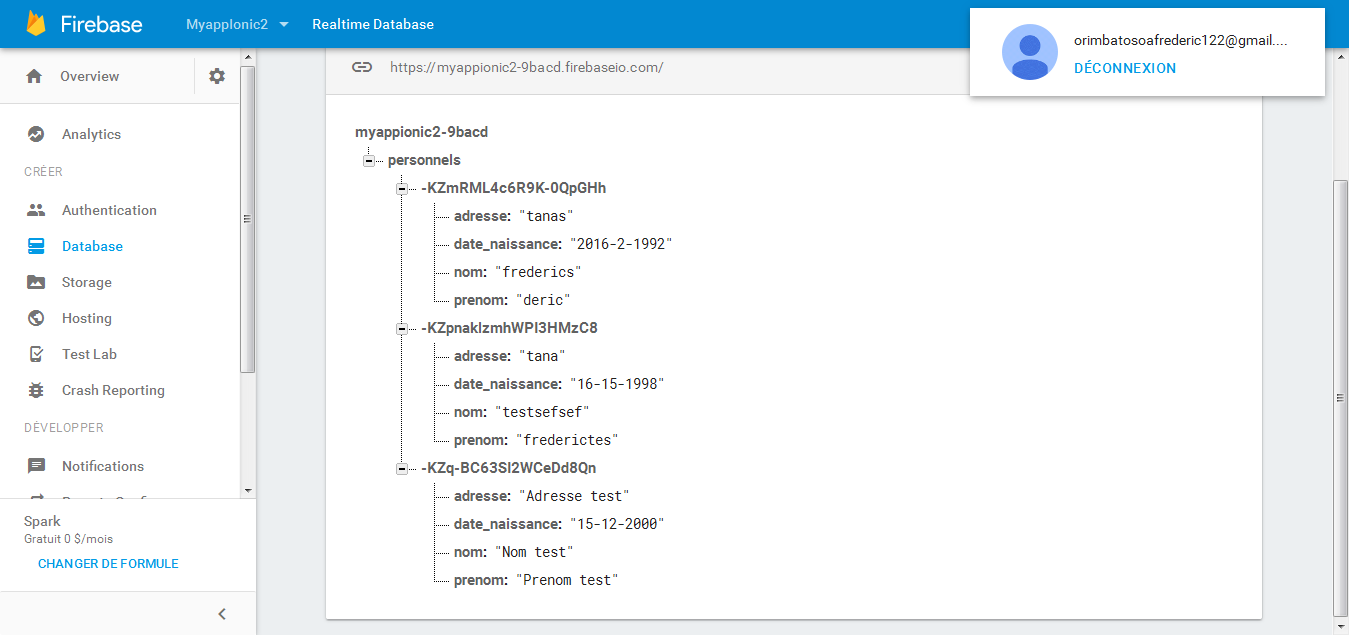 Firebase
MyappIonic2
Realtime Database
orimbatosoafrederic122@gmail....
DÉCONNEXION
Overview
Analytics
CRÉER
Authentication
Database
Storage
Hosting
Test Lab
Crash Reporting
DÉVELOPPER
Notifications
Spark
Gratuit 0 $/mois
CHANGER DE FORMULE
https://myappionic2-9bacd.firebaseio.com/
myappionic2-9bacd
personnels
-KZmRML4c6R9K-0QpGHh
adresse: "tanas"
date_naissance: "2016-2-1992"
nom: "frederics"
prenom: "deric"
-KZpnaklzmhWPI3HMzC8
adresse: "tana"
date_naissance: "16-15-1998"
nom: "testsefsef"
prenom: "frederictes"
-KZq-BC63SI2WCeDd8Qn
adresse: "Adresse test"
date_naissance: "15-12-2000"
nom: "Nom test"
prenom: "Prenom test"